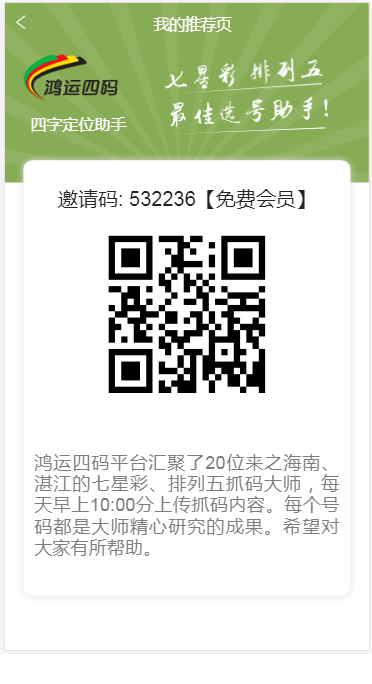 我的推荐页
鸿运四码
四字定位助手
七星彩 排列五
最佳选号助手!
邀请码: 532236【免费会员】
鸿运四码平台汇聚了20位来之海南、
湛江的七星彩、排列五抓码大师，每
天早上10:00分上传抓码内容。每个号
码都是大师精心研究的成果。希望对
大家有所帮助。